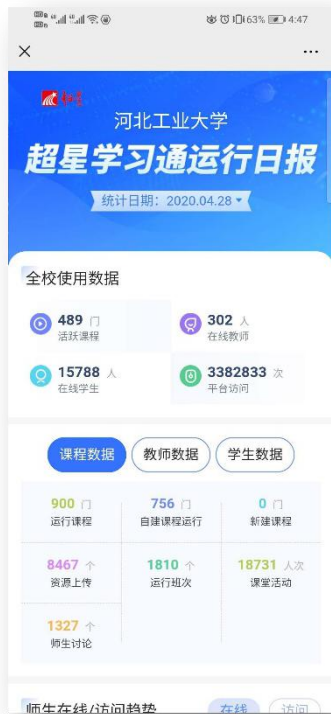 63% 4:47
河北工业大学
超星学习通运行日报
统计日期：2020.04.28
全校使用数据
489 门
活跃课程
302 人
在线教师
15788 人
在线学生
3382833 次
平台访问
课程数据 教师数据 学生数据
900 门 756 门 0 门
运行课程 自建课程运行 新建课程
8467 个 1810 个 18731 人次
资源上传 运行班次 课堂活动
1327 个
师生讨论
师生在线/访问趋势 在线 访问